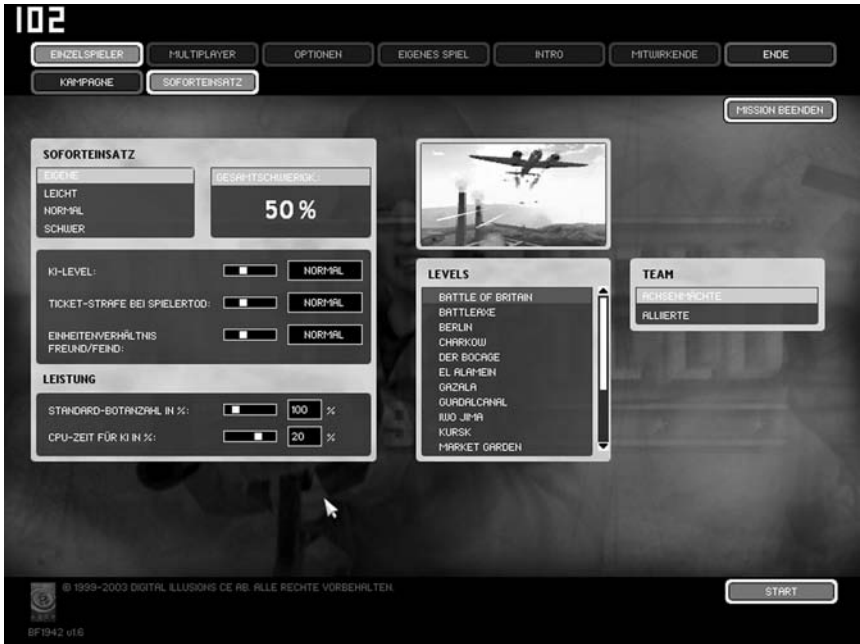 102
EINZELSPIELER MULTIPLAYER OPTIONEN EIGENES SPIEL INTRO MITWIRKENDE ENDE
KAMPAGNE SOFORTEINSATZ
MISSION BEENDEN
SOFORTEINSATZ
EIGENE
LEICHT
NORMAL
SCHWER
GESAMTSCHWIERIGK.:
50%
KI-LEVEL: NORMAL
TICKET-STRAFE BEI SPIELERTOD: NORMAL
EINHEITENVERHÄLTNIS
FREUND/FEIND: NORMAL
LEISTUNG
STANDARD-BOTANZAHL IN %: 100 %
CPU-ZEIT FÜR KI IN %: 20 %
LEVELS
BATTLE OF BRITAIN
BATTLEAXE
BERLIN
CHARKOW
DER BOCAGE
EL ALAMEIN
GAZALA
GUADALCANAL
IWO JIMA
KURSK
MARKET GARDEN
TEAM
ACHSENMÄCHTE
ALLIIERTE
© 1999-2003 DIGITAL ILLUSIONS CE AB. ALLE RECHTE VORBEHALTEN.
START
BF1942 v1.6